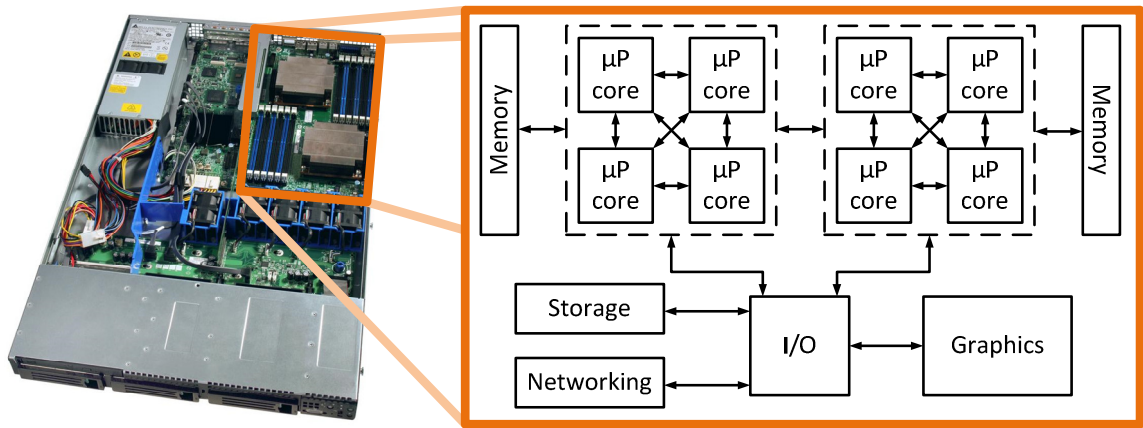 Memory
µP
core
µP
core
µP
core
µP
core
µP
core
µP
core
µP
core
µP
core
Memory
Storage
I/O
Graphics
Networking